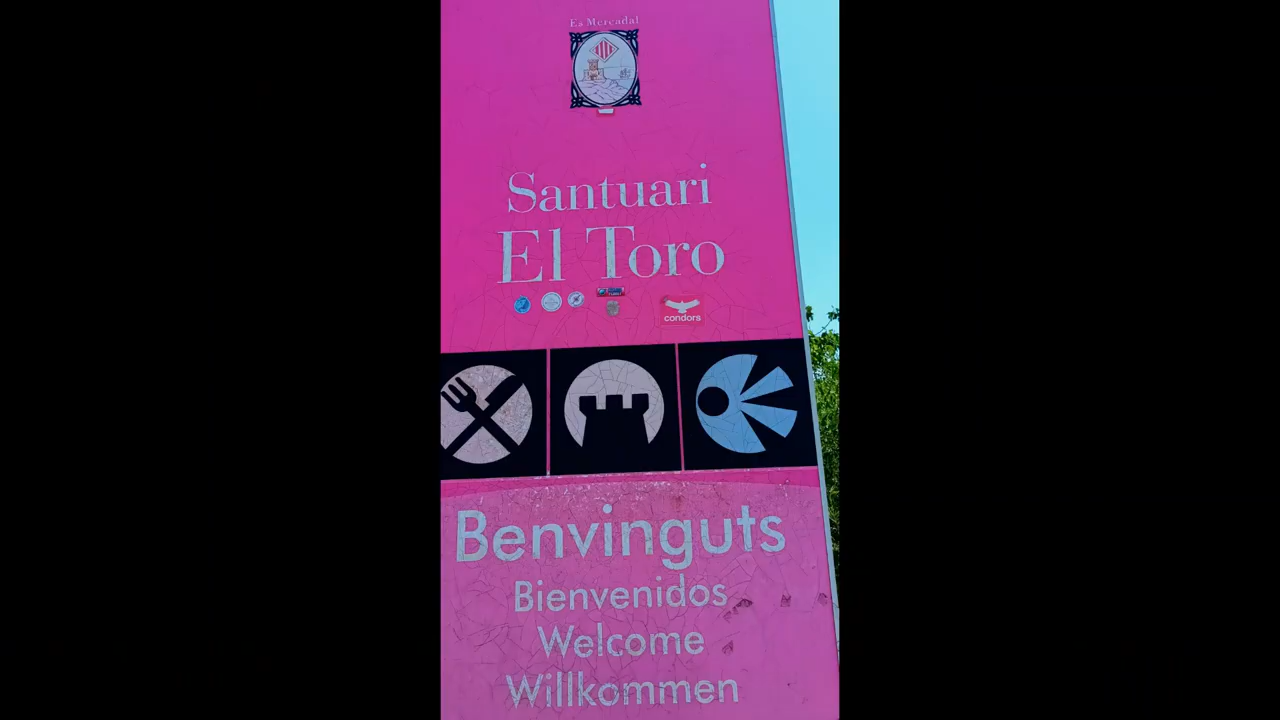 Es Mercadal
Santuari
El Toro
condors
Benvinguts
Bienvenidos
Welcome
Willkommen